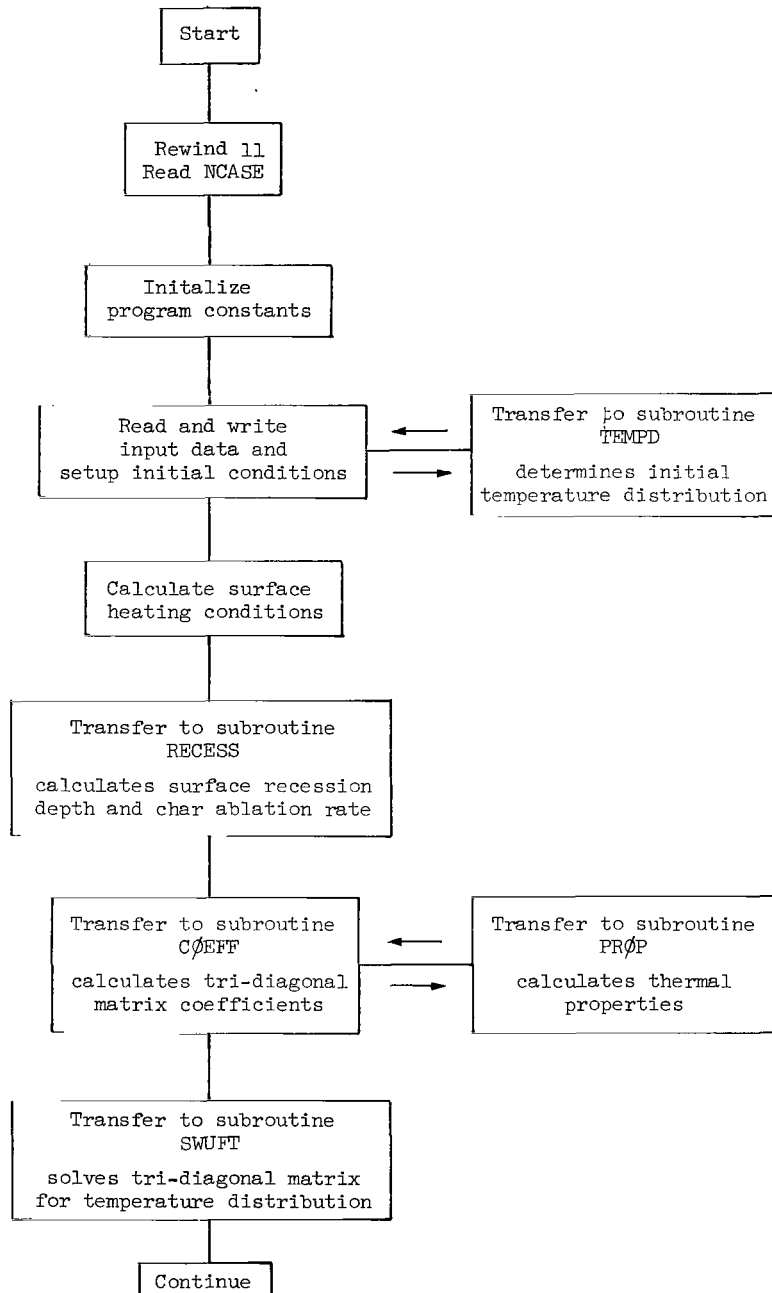 Start
Rewind 11
Read NCASE
Initalize
program constants
Read and write
input data and
setup initial conditions
Transfer to subroutine
TEMPD
determines initial
temperature distribution
Calculate surface
heating conditions
Transfer to subroutine
RECESS
calculates surface recession
depth and char ablation rate
Transfer to subroutine
CØEFF
calculates tri-diagonal
matrix coefficients
Transfer to subroutine
PRØP
calculates thermal
properties
Transfer to subroutine
SWUFT
solves tri-diagonal matrix
for temperature distribution
Continue